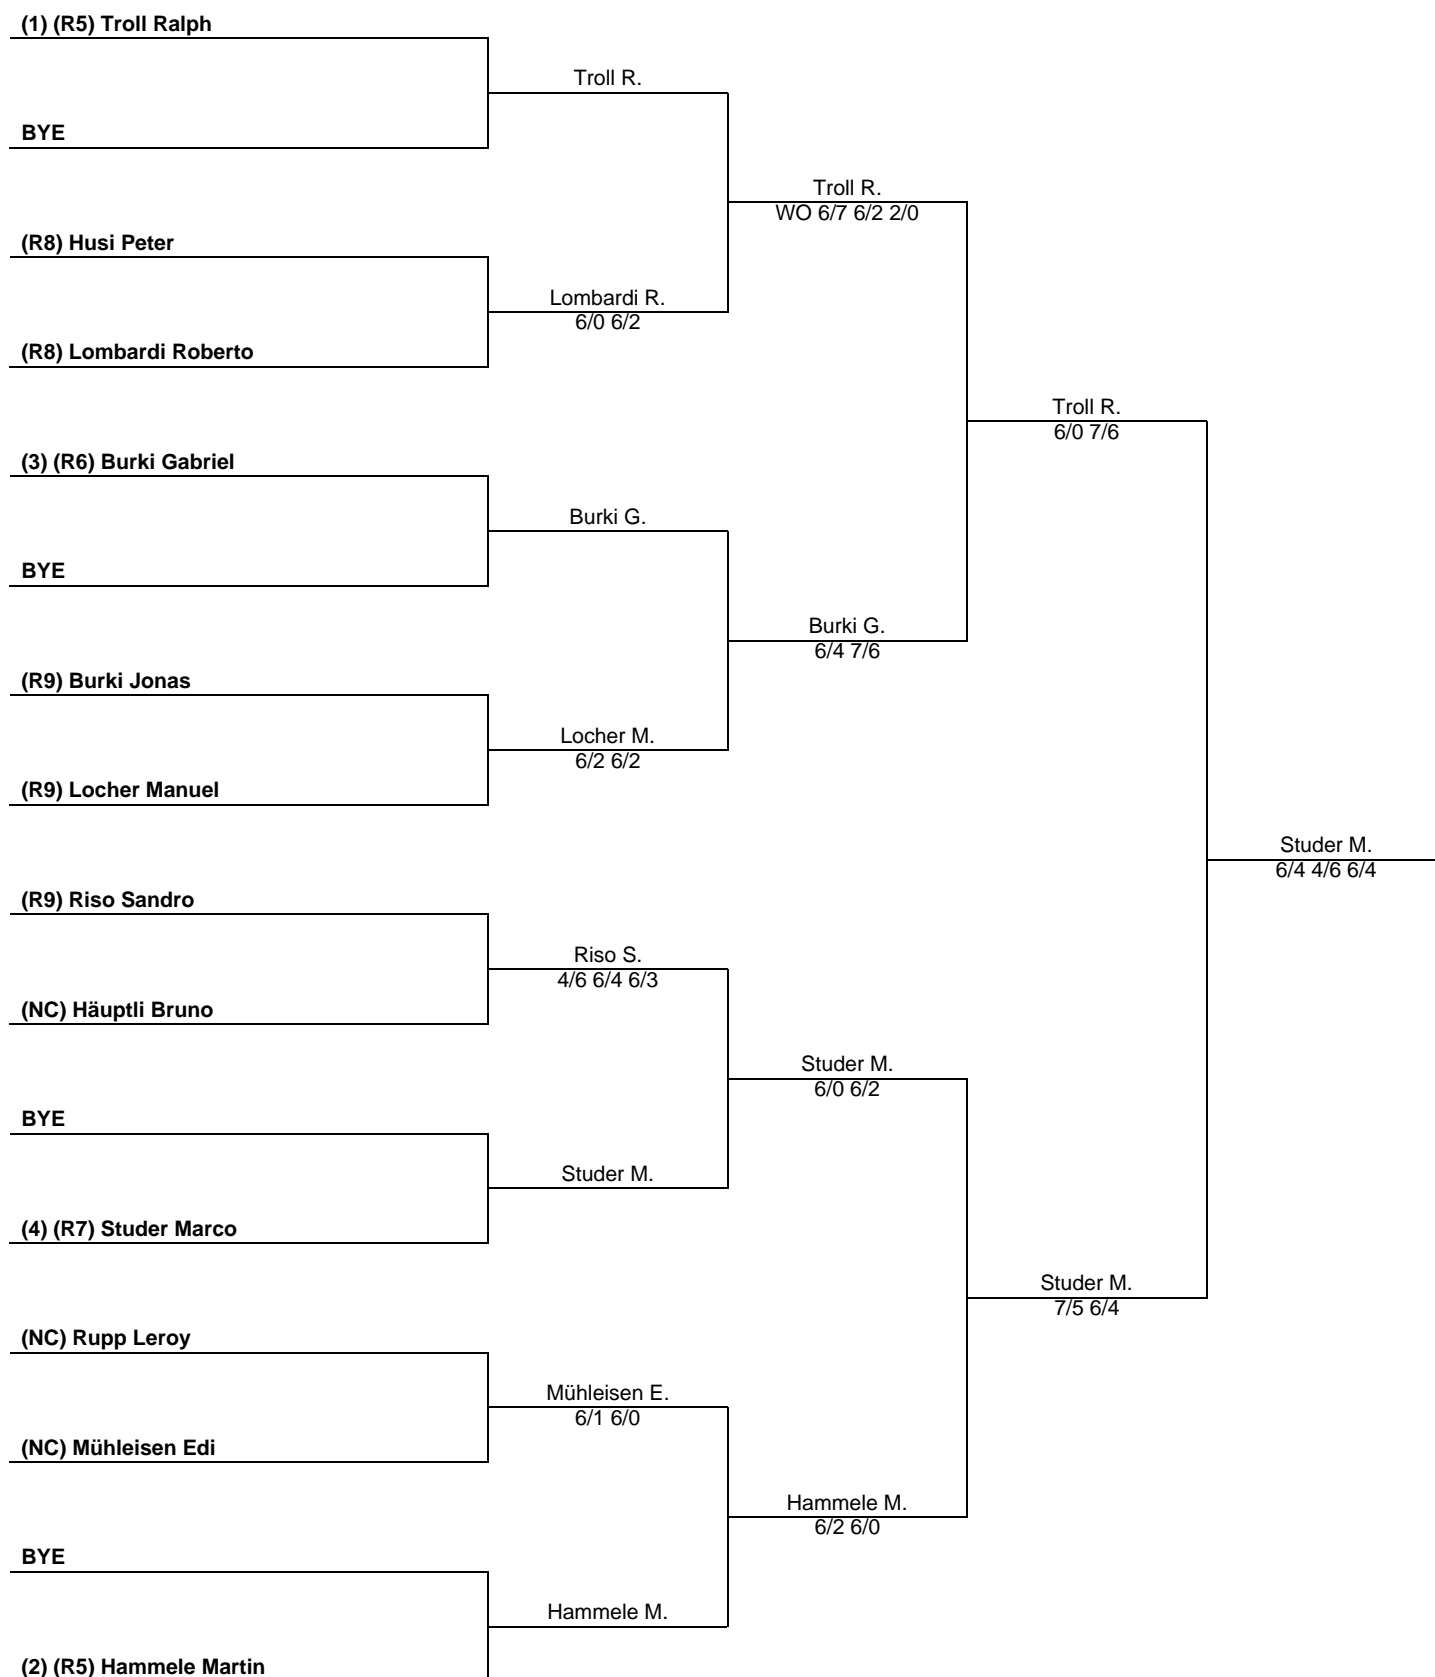 (1) (R5) Troll Ralph
Troll R.
BYE
Troll R.
WO 6/7 6/2 2/0
(R8) Husi Peter
Lombardi R.
6/0 6/2
(R8) Lombardi Roberto
Troll R.
6/0 7/6
(3) (R6) Burki Gabriel
Burki G.
BYE
Burki G.
6/4 7/6
(R9) Burki Jonas
Locher M.
6/2 6/2
(R9) Locher Manuel
Studer M.
6/4 4/6 6/4
(R9) Riso Sandro
Riso S.
4/6 6/4 6/3
(NC) Häuptli Bruno
Studer M.
6/0 6/2
BYE
Studer M.
(4) (R7) Studer Marco
Studer M.
7/5 6/4
(NC) Rupp Leroy
Mühleisen E.
6/1 6/0
(NC) Mühleisen Edi
Hammele M.
6/2 6/0
BYE
Hammele M.
(2) (R5) Hammele Martin